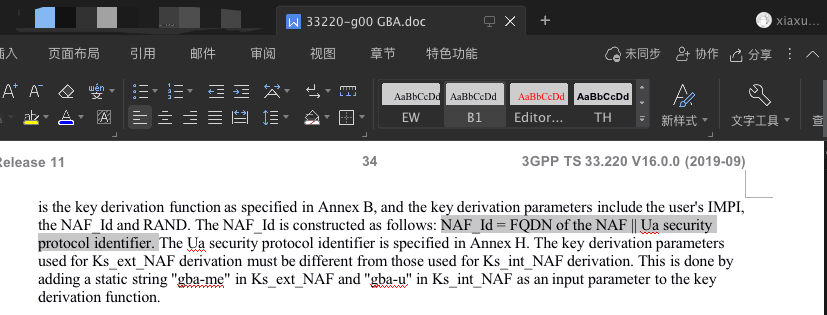 33220-g00 GBA.doc
xiaxu...
插入 页面布局 引用 邮件 审阅 视图 章节 特色功能 未同步 协作 分享
A+ A- wén
AaBbCcDd AaBbCcDd AaBbCcDd AaBbCcDd
EW B1 Editor... TH 新样式 文字工具 查
Release 11 34 3GPP TS 33.220 V16.0.0 (2019-09)
is the key derivation function as specified in Annex B, and the key derivation parameters include the user's IMPI,
the NAF_Id and RAND. The NAF_Id is constructed as follows: NAF_Id = FQDN of the NAF || Ua security
protocol identifier. The Ua security protocol identifier is specified in Annex H. The key derivation parameters
used for Ks_ext_NAF derivation must be different from those used for Ks_int_NAF derivation. This is done by
adding a static string "gba-me" in Ks_ext_NAF and "gba-u" in Ks_int_NAF as an input parameter to the key
derivation function.